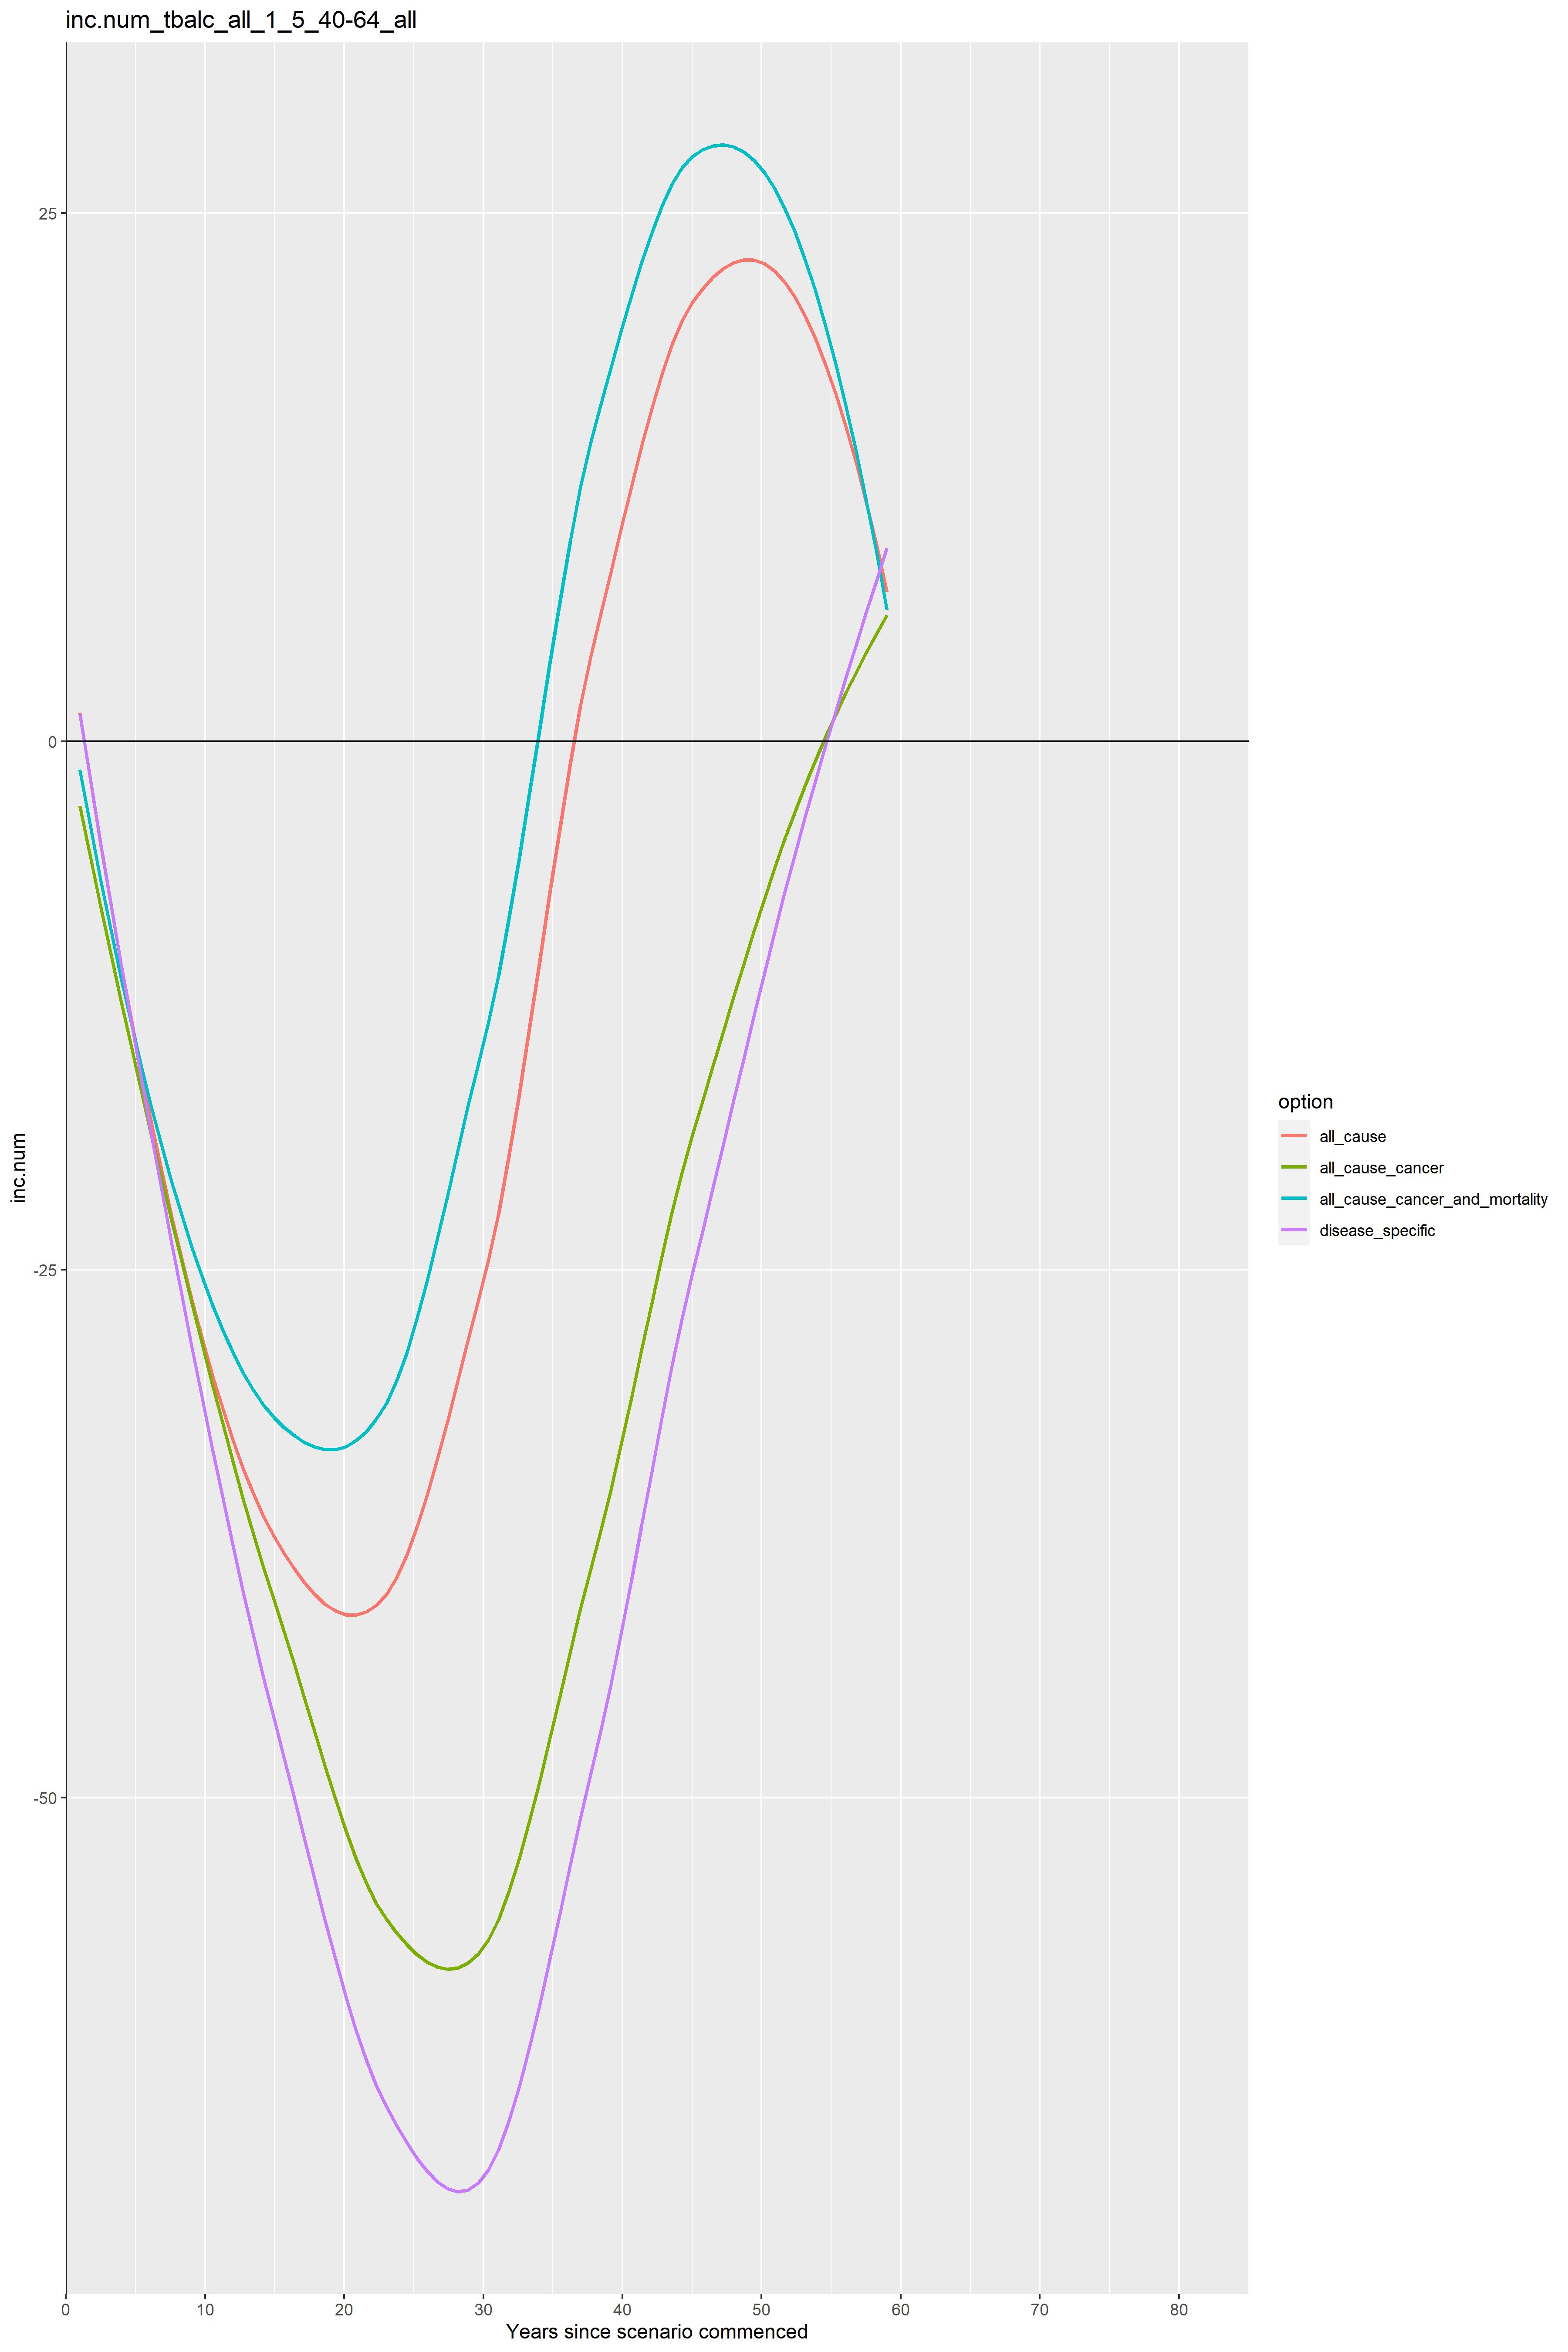 inc.num_tbalc_all_1_5_40-64_all
25
0
-25
-50
inc.num
0 10 20 30 40 50 60 70 80
Years since scenario commenced
option
all_cause
all_cause_cancer
all_cause_cancer_and_mortality
disease_specific